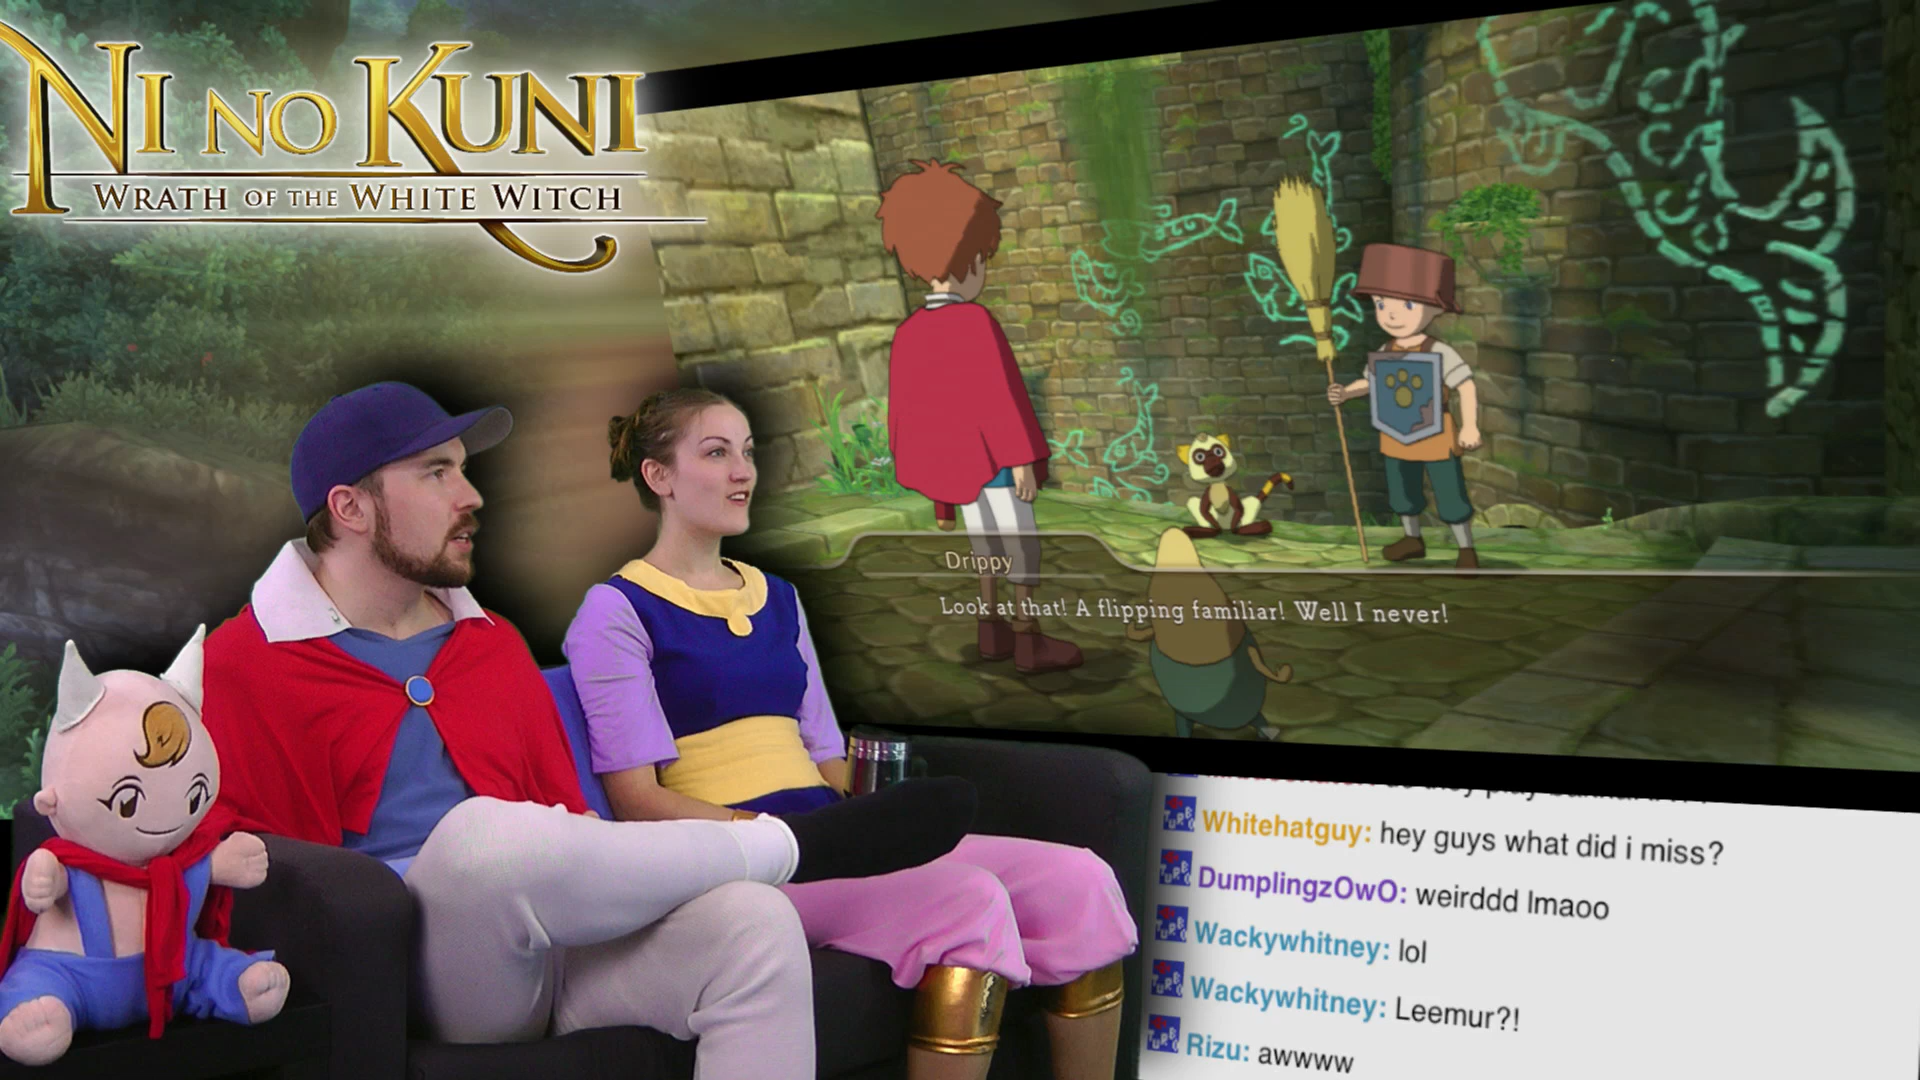 NI NO KUNI
WRATH OF THE WHITE WITCH
Drippy
Look at that! A flipping familiar! Well I never!
Whitehatguy: hey guys what did i miss?
DumplingzOwO: weirddd lmaoo
Wackywhitney: lol
Wackywhitney: Leemur?!
Rizu: awwww